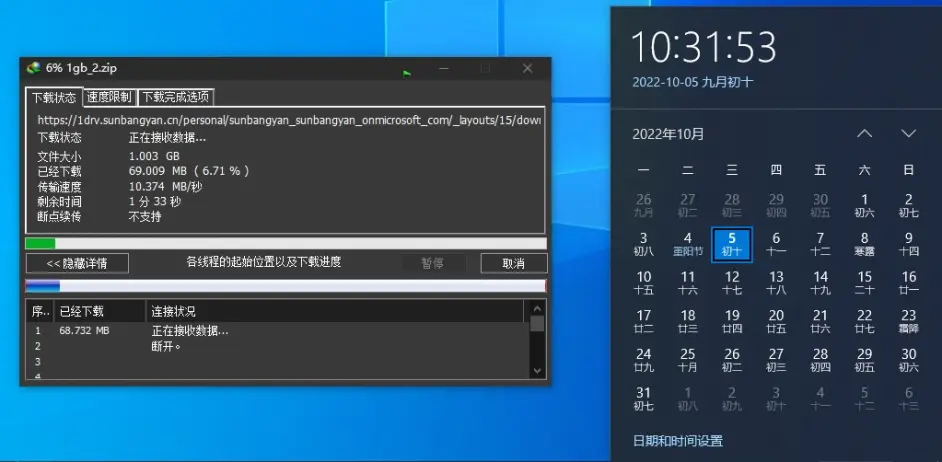 6% 1gb_2.zip
下载状态 速度限制 下载完成选项
https://1drv.sunbangyan.cn/personal/sunbangyan_sunbangyan_onmicrosoft_com/_layouts/15/down
下载状态 正在接收数据...
文件大小 1.003 GB
已经下载 69.009 MB ( 6.71 % )
传输速度 10.374 MB/秒
剩余时间 1 分 33 秒
断点续传 不支持
<< 隐藏详情 各线程的起始位置以及下载进度 暂停 取消
序.. 已经下载 连接状况
1 68.732 MB 正在接收数据...
2 断开。
3
4
10:31:53
2022-10-05 九月初十
2022年10月
一 二 三 四 五 六 日
26 27 28 29 30 1 2
九月 初二 初三 初四 初五 初六 初七
3 4 5 6 7 8 9
初八 重阳节 初十 十一 十二 寒露 十四
10 11 12 13 14 15 16
十五 十六 十七 十八 十九 二十 廿一
17 18 19 20 21 22 23
廿二 廿三 廿四 廿五 廿六 廿七 霜降
24 25 26 27 28 29 30
廿九 十月 初二 初三 初四 初五 初六
31 1 2 3 4 5 6
初七 初八 初九 初十 十一 十二 十三
日期和时间设置